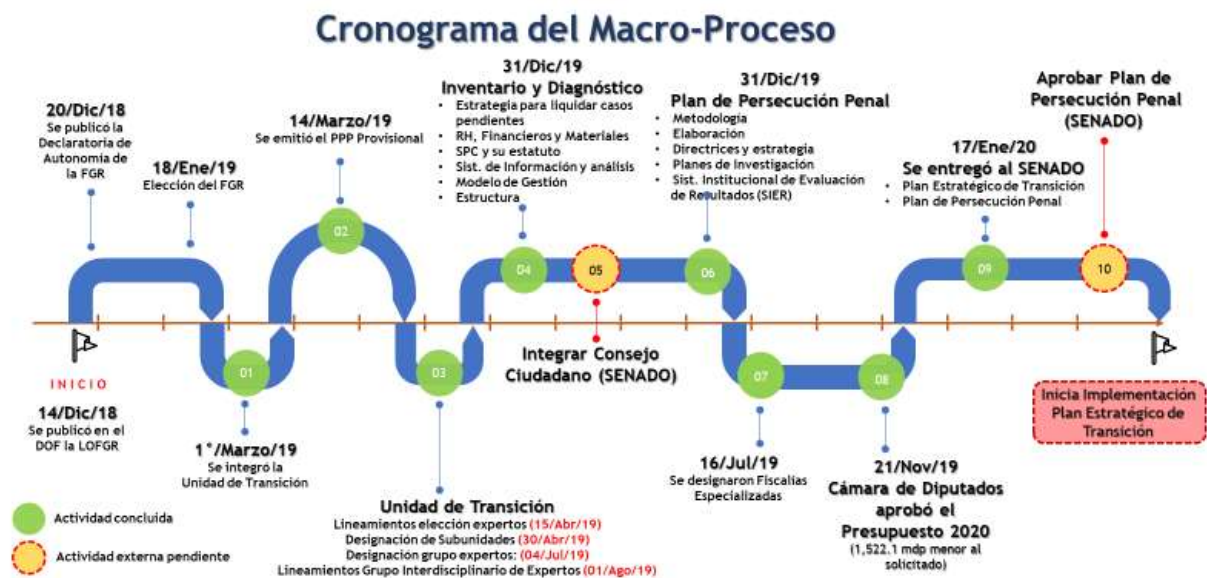 Cronograma del Macro-Proceso
20/Dic/18
Se publicó la
Declaratoria de
Autonomía de
la FGR
18/Ene/19
Elección del FGR
14/Marzo/19
Se emitió el PPP Provisional
31/Dic/19
Inventario y Diagnóstico
• Estrategia para liquidar casos
pendientes
• RH, Financieros y Materiales
• SPC y su estatuto
• Sist. de Información y análisis
• Modelo de Gestión
• Estructura
31/Dic/19
Plan de Persecución Penal
• Metodología
• Elaboración
• Directrices y estrategia
• Planes de Investigación
• Sist. Institucional de Evaluación
de Resultados (SIER)
17/Ene/20
Se entregó al SENADO
• Plan Estratégico de Transición
• Plan de Persecución Penal
Aprobar Plan de
Persecución Penal
(SENADO)
02
04
05
06
09
10
01
03
07
08
INICIO
14/Dic/18
Se publicó en el
DOF la LOFGR
1°/Marzo/19
Se integró la
Unidad de Transición
Unidad de Transición
Lineamientos elección expertos (15/Abr/19)
Designación de Subunidades (30/Abr/19)
Designación grupo expertos: (04/Jul/19)
Lineamientos Grupo Interdisciplinario de Expertos (01/Ago/19)
Integrar Consejo
Ciudadano (SENADO)
16/Jul/19
Se designaron Fiscalías
Especializadas
21/Nov/19
Cámara de Diputados
aprobó el
Presupuesto 2020
(1,522.1 mdp menor al
solicitado)
Inicia Implementación
Plan Estratégico de
Transición
Actividad concluida
Actividad externa pendiente